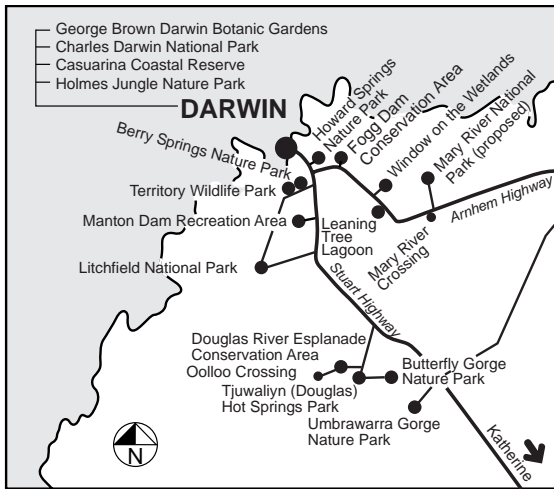 George Brown Darwin Botanic Gardens
Charles Darwin National Park
Casuarina Coastal Reserve
Holmes Jungle Nature Park
DARWIN
Berry Springs Nature Park
Howard Springs
Nature Park
Fogg Dam
Conservation Area
Window on the Wetlands
Mary River National
Park (proposed)
Territory Wildlife Park
Manton Dam Recreation Area
Leaning
Tree
Lagoon
Mary River
Crossing
Arnhem Highway
Litchfield National Park
Stuart Highway
Douglas River Esplanade
Conservation Area
Oolloo Crossing
Tjuwaliyn (Douglas)
Hot Springs Park
Butterfly Gorge
Nature Park
Umbrawarra Gorge
Nature Park
Katherine
N